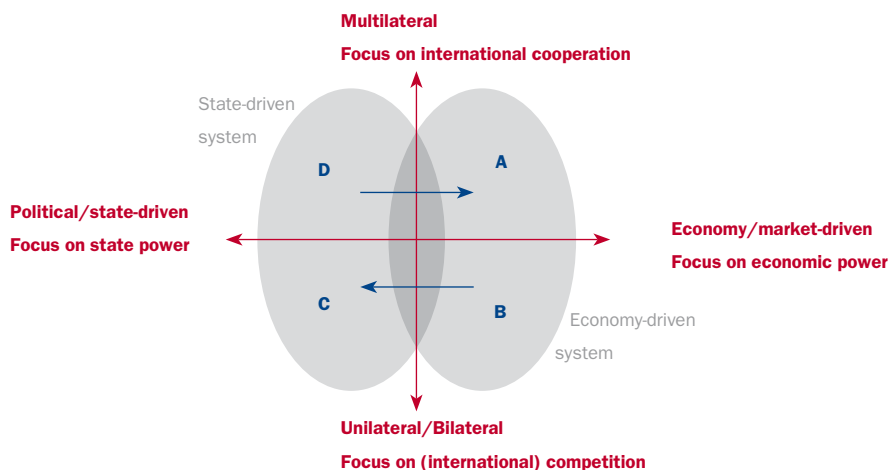 Multilateral
Focus on international cooperation
State-driven
system
D
A
Political/state-driven
Focus on state power
Economy/market-driven
Focus on economic power
C
B
Economy-driven
system
Unilateral/Bilateral
Focus on (international) competition